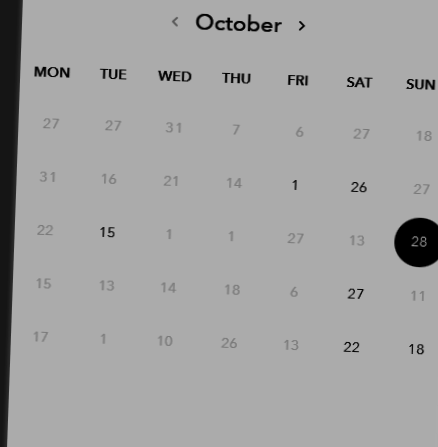 ‹ October ›
MON TUE WED THU FRI SAT SUN
27 27 31 7 6 27 18
31 16 21 14 1 26 27
22 15 1 1 27 13 28
15 13 14 18 6 27 11
17 1 10 26 13 22 18